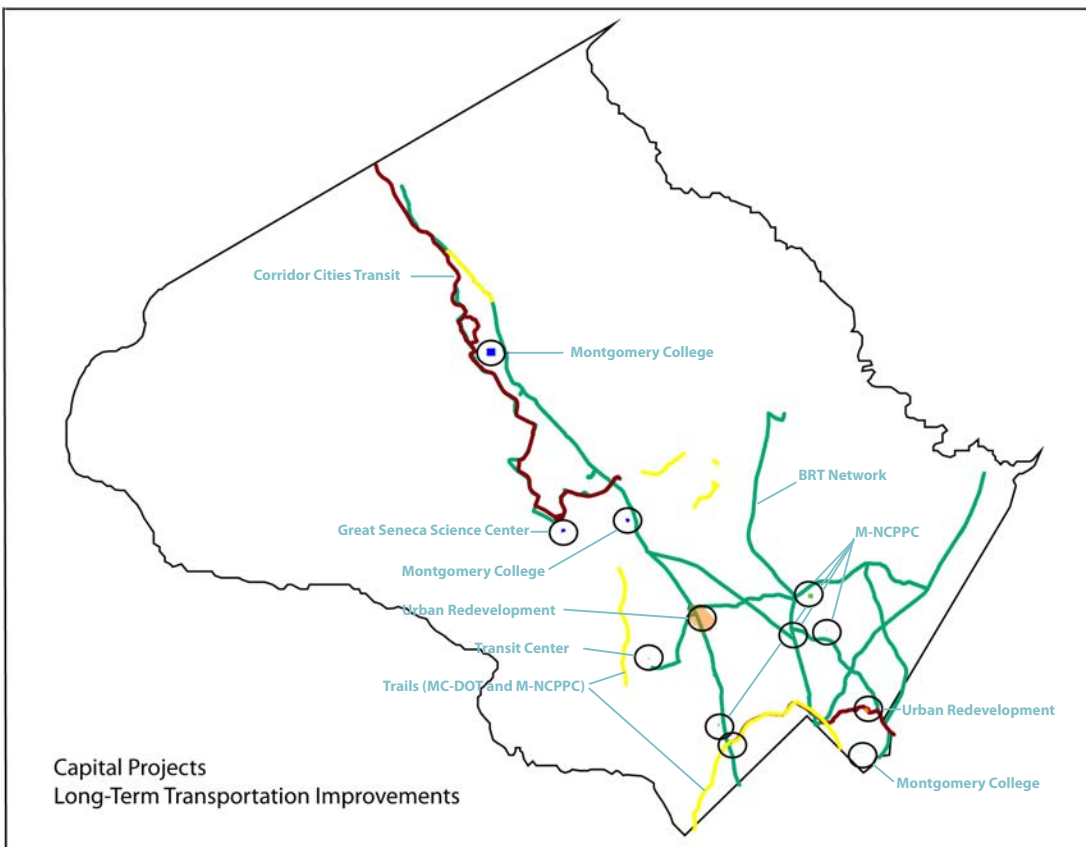 Corridor Cities Transit
Montgomery College
BRT Network
Great Seneca Science Center
M-NCPPC
Montgomery College
Urban Redevelopment
Transit Center
Trails (MC-DOT and M-NCPPC)
Urban Redevelopment
Montgomery College
Capital Projects
Long-Term Transportation Improvements